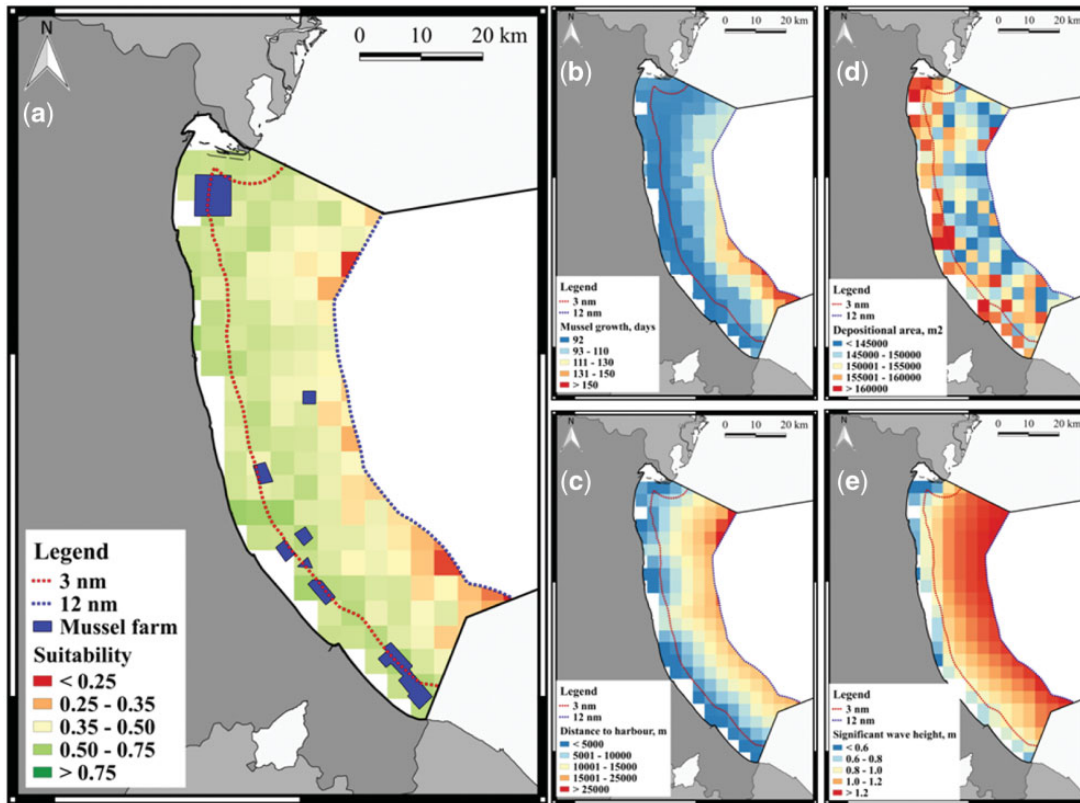 N
0 10 20 km
(a)
Legend
3 nm
12 nm
Mussel farm
Suitability
< 0.25
0.25 - 0.35
0.35 - 0.50
0.50 - 0.75
> 0.75
N
0 10 20 km
(b)
Legend
3 nm
12 nm
Mussel growth, days
92
93 - 110
111 - 130
131 - 150
> 150
N
0 10 20 km
(d)
Legend
3 nm
12 nm
Depositional area, m2
< 145000
145000 - 150000
150001 - 155000
155001 - 160000
> 160000
N
0 10 20 km
(c)
Legend
3 nm
12 nm
Distance to harbour, m
< 5000
5001 - 10000
10001 - 15000
15001 - 25000
> 25000
N
0 10 20 km
(e)
Legend
3 nm
12 nm
Significant wave height, m
< 0.6
0.6 - 0.8
0.8 - 1.0
1.0 - 1.2
> 1.2